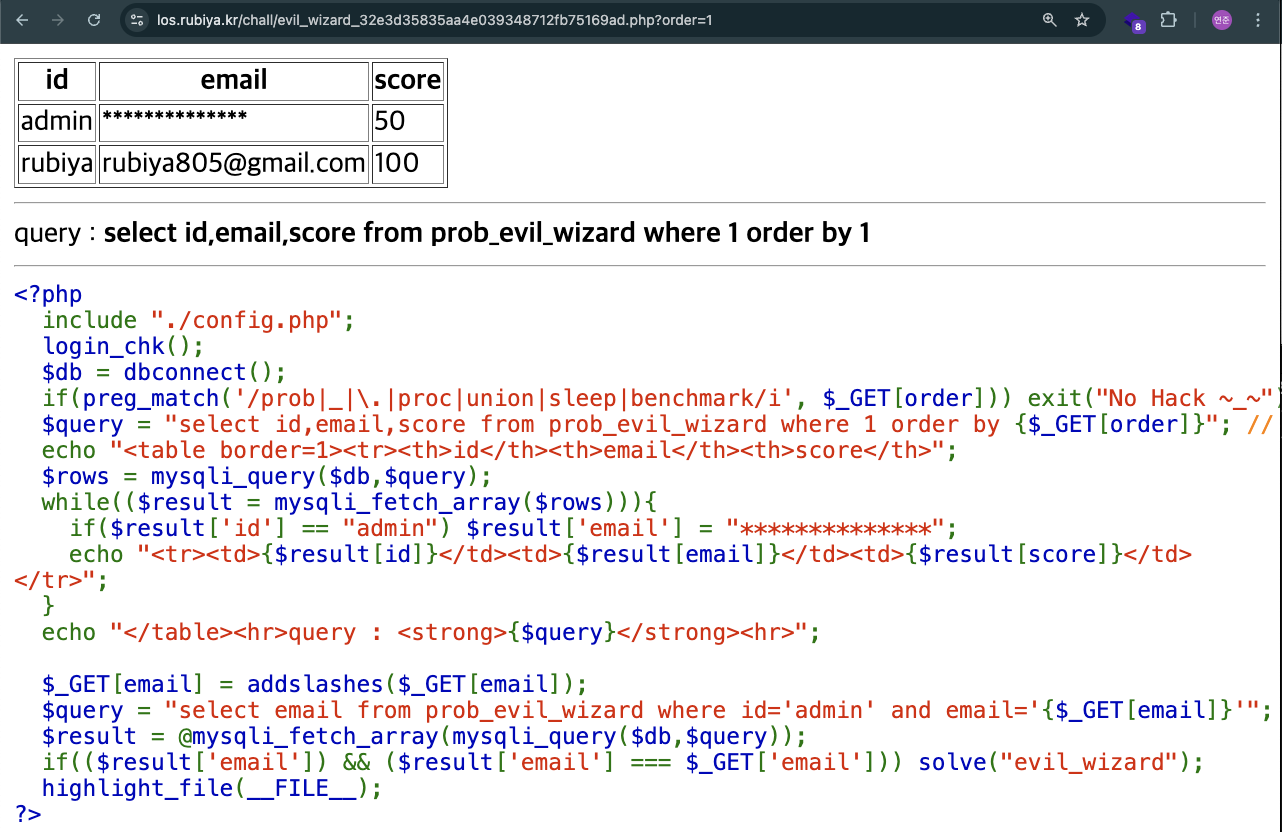 los.rubiya.kr/chall/evil_wizard_32e3d35835aa4e039348712fb75169ad.php?order=1
8
연준
id email score
admin ************** 50
rubiya rubiya805@gmail.com 100
query : select id,email,score from prob_evil_wizard where 1 order by 1
<?php
  include "./config.php";
  login_chk();
  $db = dbconnect();
  if(preg_match('/prob|_|\.|proc|union|sleep|benchmark/i', $_GET[order])) exit("No Hack ~_~")
  $query = "select id,email,score from prob_evil_wizard where 1 order by {$_GET[order]}"; //
  echo "<table border=1><tr><th>id</th><th>email</th><th>score</th>";
  $rows = mysqli_query($db,$query);
  while(($result = mysqli_fetch_array($rows))){
    if($result['id'] == "admin") $result['email'] = "**************";
    echo "<tr><td>{$result[id]}</td><td>{$result[email]}</td><td>{$result[score]}</td>
</tr>";
  }
  echo "</table><hr>query : <strong>{$query}</strong><hr>";
  $_GET[email] = addslashes($_GET[email]);
  $query = "select email from prob_evil_wizard where id='admin' and email='{$_GET[email]}'";
  $result = @mysqli_fetch_array(mysqli_query($db,$query));
  if(($result['email']) && ($result['email'] === $_GET['email'])) solve("evil_wizard");
  highlight_file(__FILE__);
?>